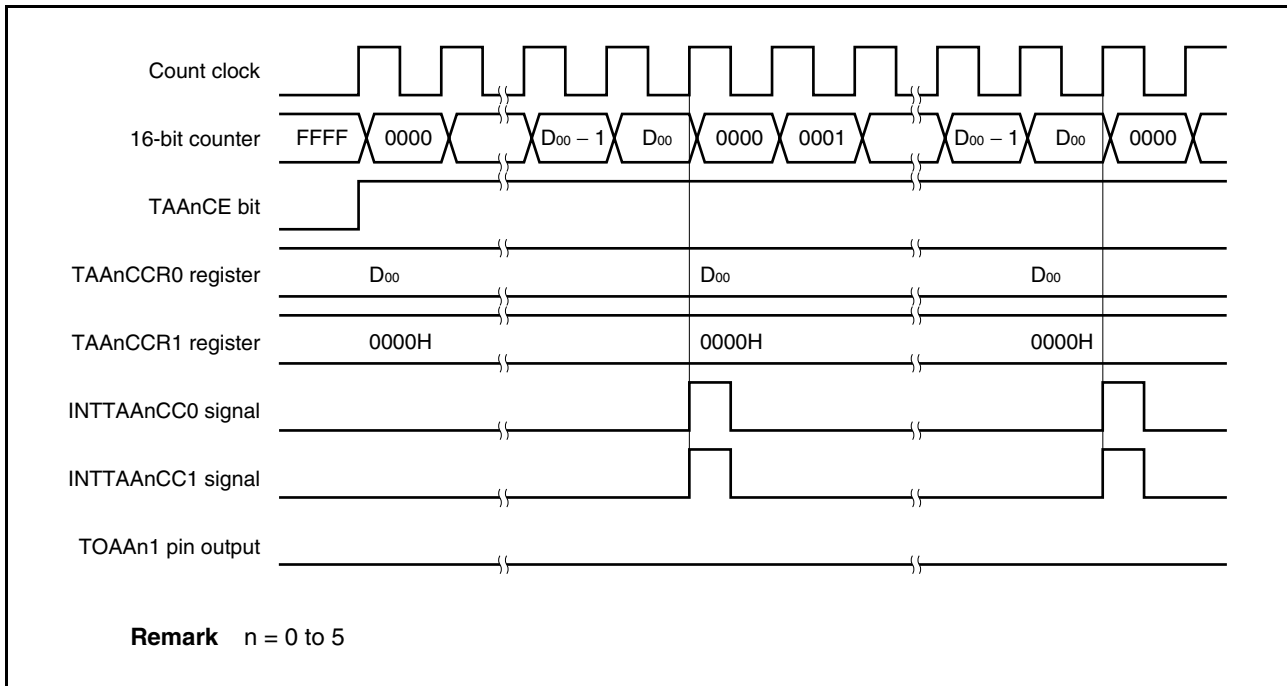 Count clock
16-bit counter FFFF 0000 D00 − 1 D00 0000 0001 D00 − 1 D00 0000
TAAnCE bit
TAAnCCR0 register D00 D00 D00
TAAnCCR1 register 0000H 0000H 0000H
INTTAAnCC0 signal
INTTAAnCC1 signal
TOAAn1 pin output
Remark n = 0 to 5